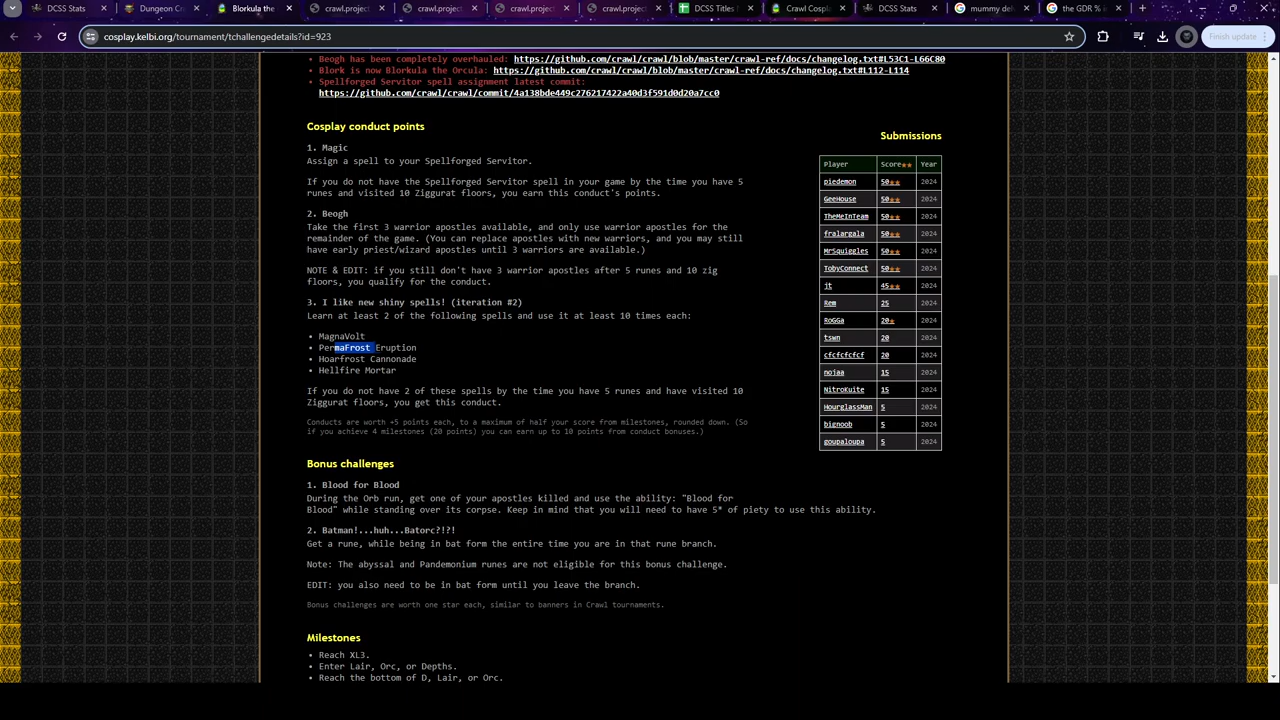 DCSS Stats
Dungeon C
Blorkula the
crawl.project
crawl.project
crawl.project
crawl.project
DCSS Titles
Crawl Cospla
DCSS Stats
mummy del
the GDR %
cosplay.kelbi.org/tournament/tchallengedetails?id=923
Finish update
• Beogh has been completely overhauled: https://github.com/crawl/crawl/blob/master/crawl-ref/docs/changelog.txt#L53C1-L66C80
• Blork is now Blorkula the Orcula: https://github.com/crawl/crawl/blob/master/crawl-ref/docs/changelog.txt#L112-L114
• Spellforged Servitor spell assignment latest commit:
https://github.com/crawl/crawl/commit/4a138bde449c276217422a40d3f591d0d20a7cc0
Cosplay conduct points
1. Magic
Assign a spell to your Spellforged Servitor.
If you do not have the Spellforged Servitor spell in your game by the time you have 5
runes and visited 10 Ziggurat floors, you earn this conduct's points.
2. Beogh
Take the first 3 warrior apostles available, and only use warrior apostles for the
remainder of the game. (You can replace apostles with new warriors, and you may still
have early priest/wizard apostles until 3 warriors are available.)
NOTE & EDIT: if you still don't have 3 warrior apostles after 5 runes and 10 zig
floors, you qualify for the conduct.
3. I like new shiny spells! (iteration #2)
Learn at least 2 of the following spells and use it at least 10 times each:
• MagnaVolt
• PermaFrost Eruption
• Hoarfrost Cannonade
• Hellfire Mortar
If you do not have 2 of these spells by the time you have 5 runes and have visited 10
Ziggurat floors, you get this conduct.
Conducts are worth +5 points each, to a maximum of half your score from milestones, rounded down. (So
if you achieve 4 milestones (20 points) you can earn up to 10 points from conduct bonuses.)
Bonus challenges
1. Blood for Blood
During the Orb run, get one of your apostles killed and use the ability: "Blood for
Blood" while standing over its corpse. Keep in mind that you will need to have 5* of piety to use this ability.
2. Batman!...huh...Batorc?!?!
Get a rune, while being in bat form the entire time you are in that rune branch.
Note: The abyssal and Pandemonium runes are not eligible for this bonus challenge.
EDIT: you also need to be in bat form until you leave the branch.
Bonus challenges are worth one star each, similar to banners in Crawl tournaments.
Milestones
• Reach XL3.
• Enter Lair, Orc, or Depths.
• Reach the bottom of D, Lair, or Orc.
Submissions
Player Score★★ Year
piedemon 50★★ 2024
GeeHouse 50★★ 2024
TheMeInTeam 50★★ 2024
fralargala 50★★ 2024
MrSquiggles 50★★ 2024
TobyConnect 50★★ 2024
jt 45★★ 2024
Rem 25 2024
RoGGa 20★ 2024
tswn 20 2024
cfcfcfcfcf 20 2024
nojaa 15 2024
NitroKuite 15 2024
HourglassMan 5 2024
bignoob 5 2024
goupaloupa 5 2024